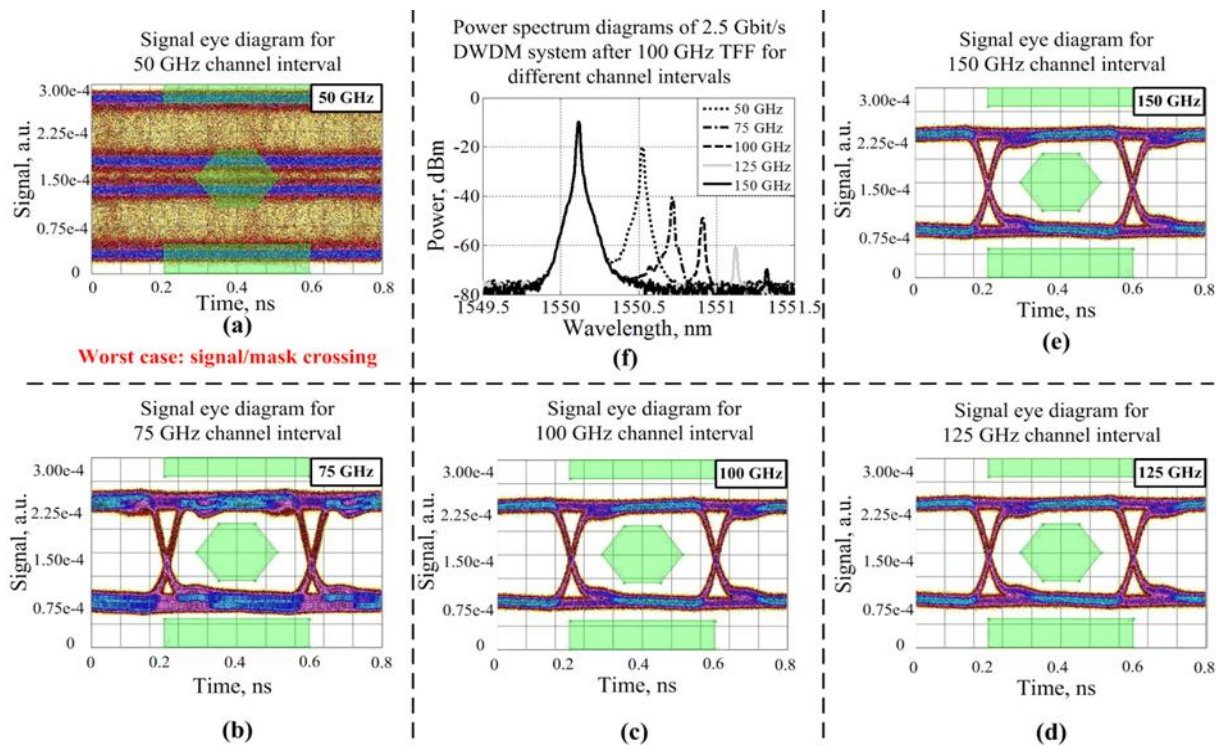 Signal eye diagram for
50 GHz channel interval
50 GHz
Signal, a.u.
3.00e-4
2.25e-4
1.50e-4
0.75e-4
0
0 0.2 0.4 0.6 0.8
Time, ns
(a)
Worst case: signal/mask crossing
Power spectrum diagrams of 2.5 Gbit/s
DWDM system after 100 GHz TFF for
different channel intervals
Power, dBm
0
-20
-40
-60
-80
50 GHz
75 GHz
100 GHz
125 GHz
150 GHz
1549.5 1550 1550.5 1551 1551.5
Wavelength, nm
(f)
Signal eye diagram for
150 GHz channel interval
150 GHz
Signal, a.u.
3.00e-4
2.25e-4
1.50e-4
0.75e-4
0
0 0.2 0.4 0.6 0.8
Time, ns
(e)
Signal eye diagram for
75 GHz channel interval
75 GHz
Signal, a.u.
3.00e-4
2.25e-4
1.50e-4
0.75e-4
0
0 0.2 0.4 0.6 0.8
Time, ns
(b)
Signal eye diagram for
100 GHz channel interval
100 GHz
Signal, a.u.
3.00e-4
2.25e-4
1.50e-4
0.75e-4
0
0 0.2 0.4 0.6 0.8
Time, ns
(c)
Signal eye diagram for
125 GHz channel interval
125 GHz
Signal, a.u.
3.00e-4
2.25e-4
1.50e-4
0.75e-4
0
0 0.2 0.4 0.6 0.8
Time, ns
(d)